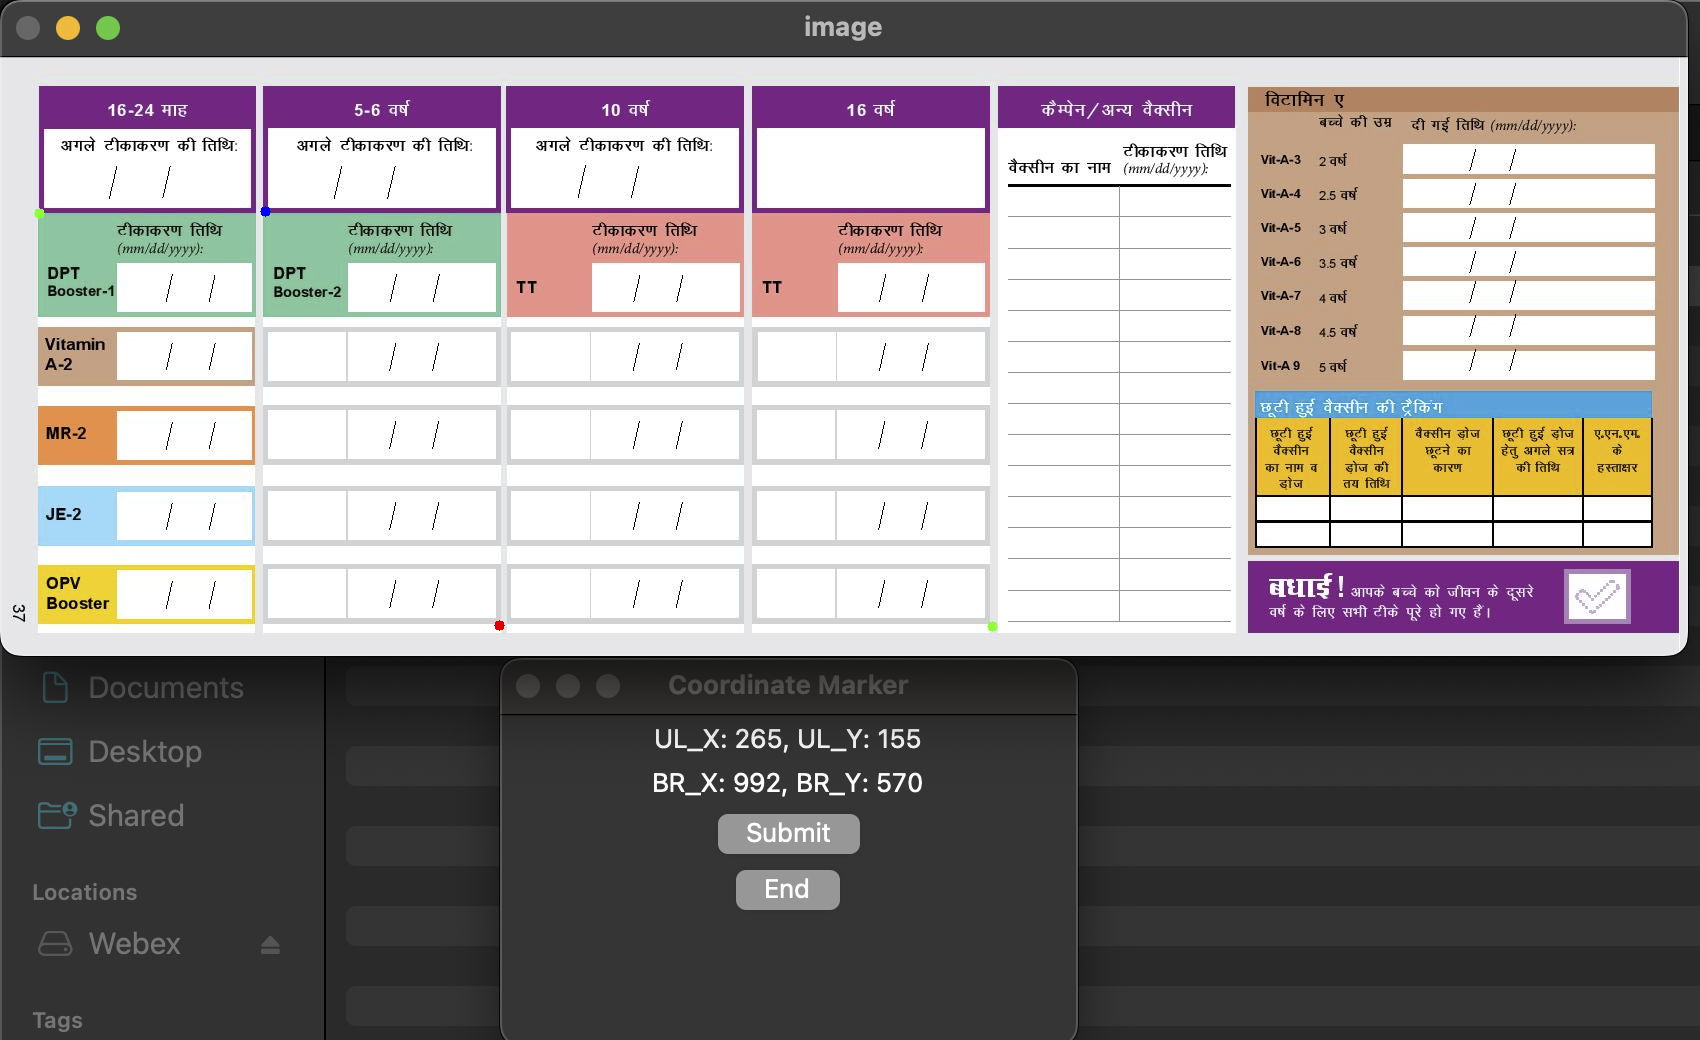 image
16-24 माह
अगले टीकाकरण की तिथि:
/ /
5-6 वर्ष
अगले टीकाकरण की तिथि:
/ /
10 वर्ष
अगले टीकाकरण की तिथि:
/ /
16 वर्ष
टीकाकरण तिथि
(mm/dd/yyyy):
DPT
Booster-1
/ /
टीकाकरण तिथि
(mm/dd/yyyy):
DPT
Booster-2
/ /
टीकाकरण तिथि
(mm/dd/yyyy):
TT
/ /
टीकाकरण तिथि
(mm/dd/yyyy):
TT
/ /
Vitamin
A-2
/ / / / / / / /
MR-2
/ / / / / / / /
JE-2
/ / / / / / / /
OPV
Booster
/ / / / / / / /
37
कैम्पेन/अन्य वैक्सीन
वैक्सीन का नाम
टीकाकरण तिथि
(mm/dd/yyyy):
विटामिन ए
बच्चे की उम्र दी गई तिथि (mm/dd/yyyy):
Vit-A-3 2 वर्ष / /
Vit-A-4 2.5 वर्ष / /
Vit-A-5 3 वर्ष / /
Vit-A-6 3.5 वर्ष / /
Vit-A-7 4 वर्ष / /
Vit-A-8 4.5 वर्ष / /
Vit-A 9 5 वर्ष / /
छूटी हुई वैक्सीन की ट्रैकिंग
छूटी हुई
वैक्सीन
का नाम व
डोज
छूटी हुई
वैक्सीन
डोज की
तय तिथि
वैक्सीन डोज
छूटने का
कारण
छूटी हुई डोज
हेतु अगले सत्र
की तिथि
ए.एन.एम.
के
हस्ताक्षर
बधाई! आपके बच्चे को जीवन के दूसरे
वर्ष के लिए सभी टीके पूरे हो गए हैं।
Documents
Desktop
Shared
Locations
Webex
Tags
Coordinate Marker
UL_X: 265, UL_Y: 155
BR_X: 992, BR_Y: 570
Submit
End